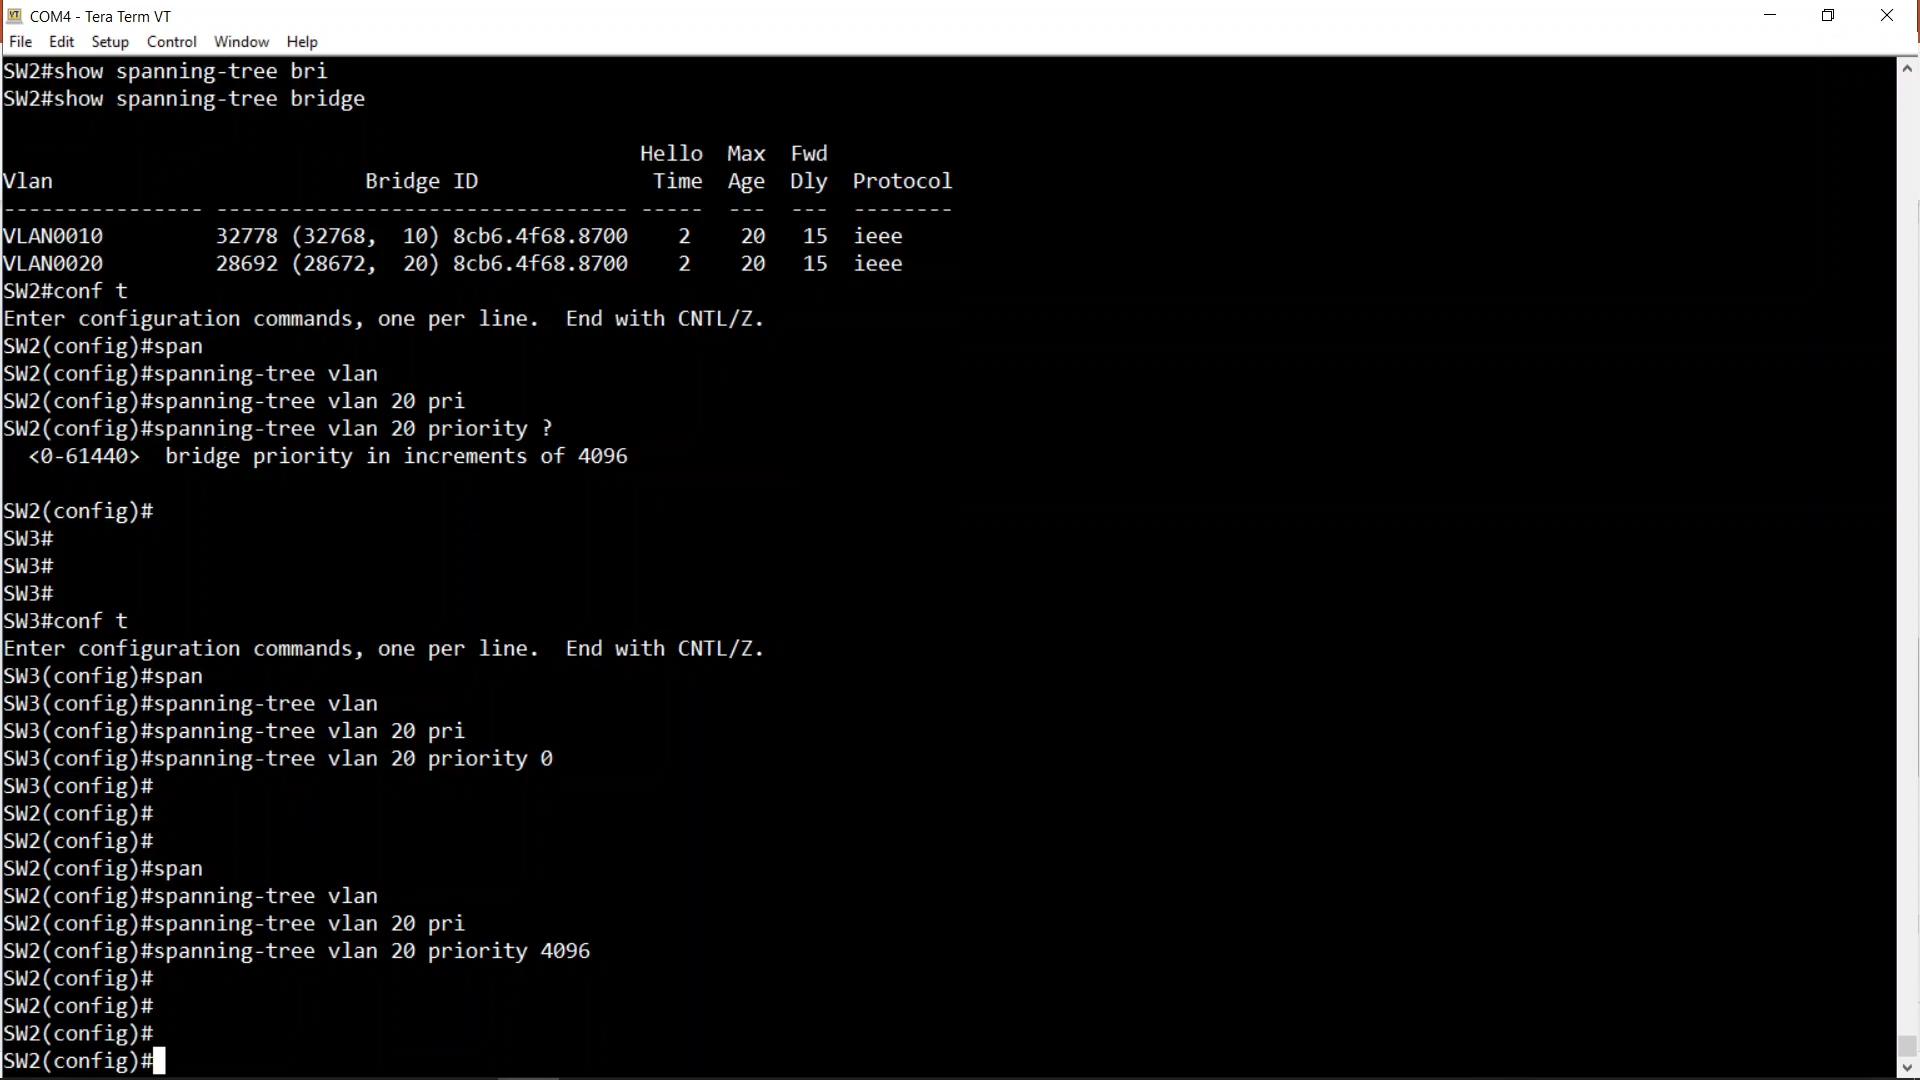 COM4 - Tera Term VT
File Edit Setup Control Window Help
SW2#show spanning-tree bri
SW2#show spanning-tree bridge
Hello Max Fwd
Vlan Bridge ID Time Age Dly Protocol
---------------- --------------------------------- ----- --- --- --------
VLAN0010 32778 (32768, 10) 8cb6.4f68.8700 2 20 15 ieee
VLAN0020 28692 (28672, 20) 8cb6.4f68.8700 2 20 15 ieee
SW2#conf t
Enter configuration commands, one per line. End with CNTL/Z.
SW2(config)#span
SW2(config)#spanning-tree vlan
SW2(config)#spanning-tree vlan 20 pri
SW2(config)#spanning-tree vlan 20 priority ?
<0-61440> bridge priority in increments of 4096
SW2(config)#
SW3#
SW3#
SW3#
SW3#conf t
Enter configuration commands, one per line. End with CNTL/Z.
SW3(config)#span
SW3(config)#spanning-tree vlan
SW3(config)#spanning-tree vlan 20 pri
SW3(config)#spanning-tree vlan 20 priority 0
SW3(config)#
SW2(config)#
SW2(config)#
SW2(config)#span
SW2(config)#spanning-tree vlan
SW2(config)#spanning-tree vlan 20 pri
SW2(config)#spanning-tree vlan 20 priority 4096
SW2(config)#
SW2(config)#
SW2(config)#
SW2(config)#